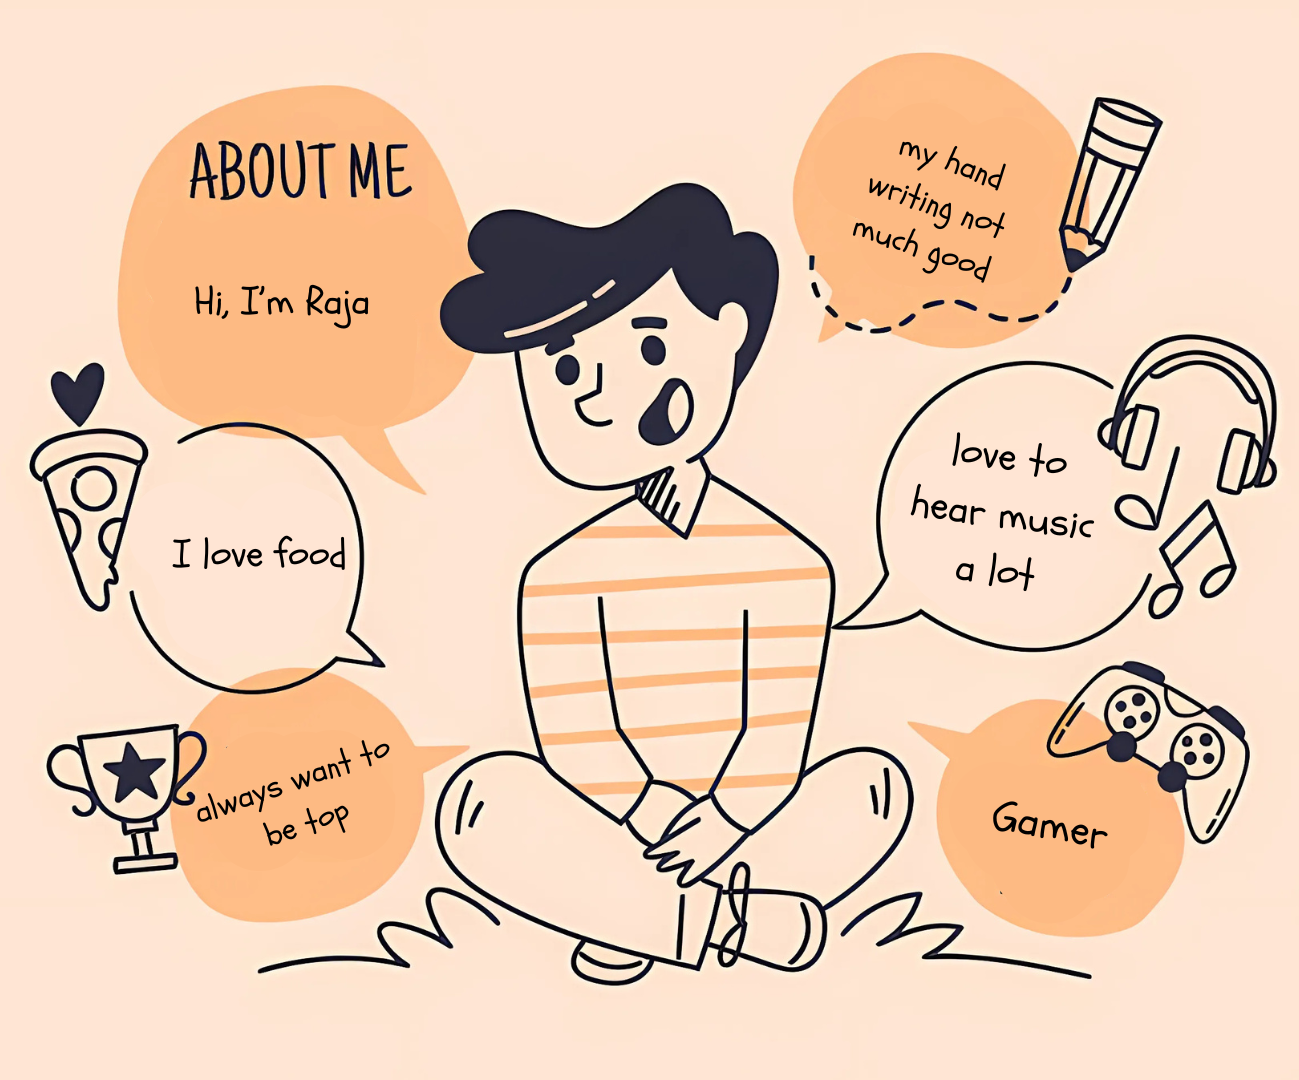 ABOUT ME
Hi, I'm Raja
my hand
writing not
much good
I love food
love to
hear music
a lot
always want to
be top
Gamer